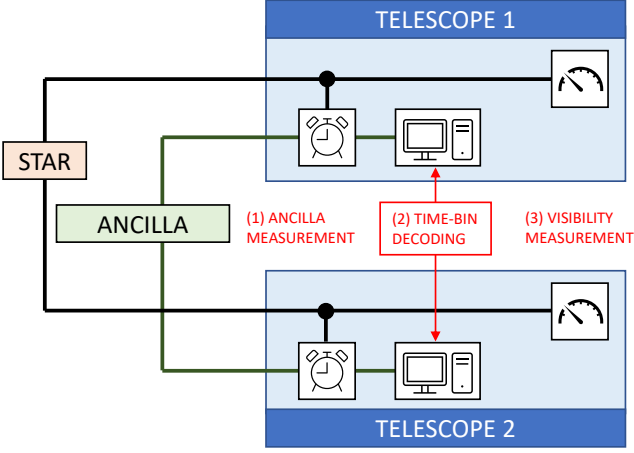 TELESCOPE 1
STAR
ANCILLA
(1) ANCILLA
MEASUREMENT
(2) TIME-BIN
DECODING
(3) VISIBILITY
MEASUREMENT
TELESCOPE 2